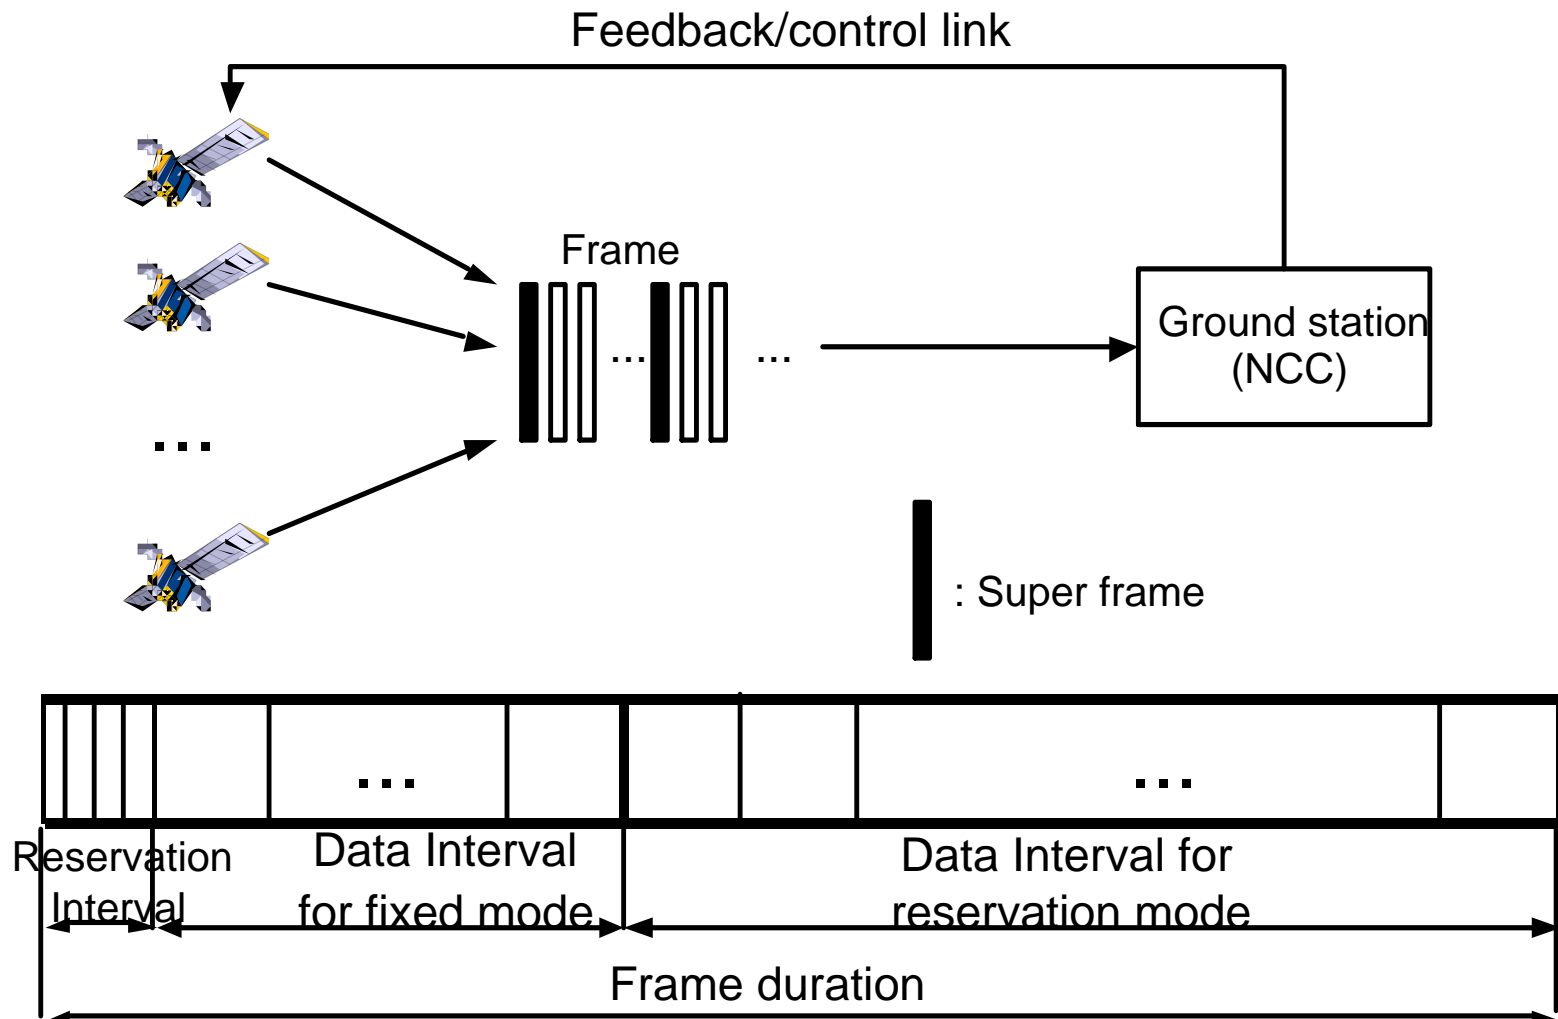 Feedback/control link
Frame
...
...
Ground station
(NCC)
...
: Super frame
...
...
Reservation
Interval
Data Interval
for fixed mode
Data Interval for
reservation mode
Frame duration